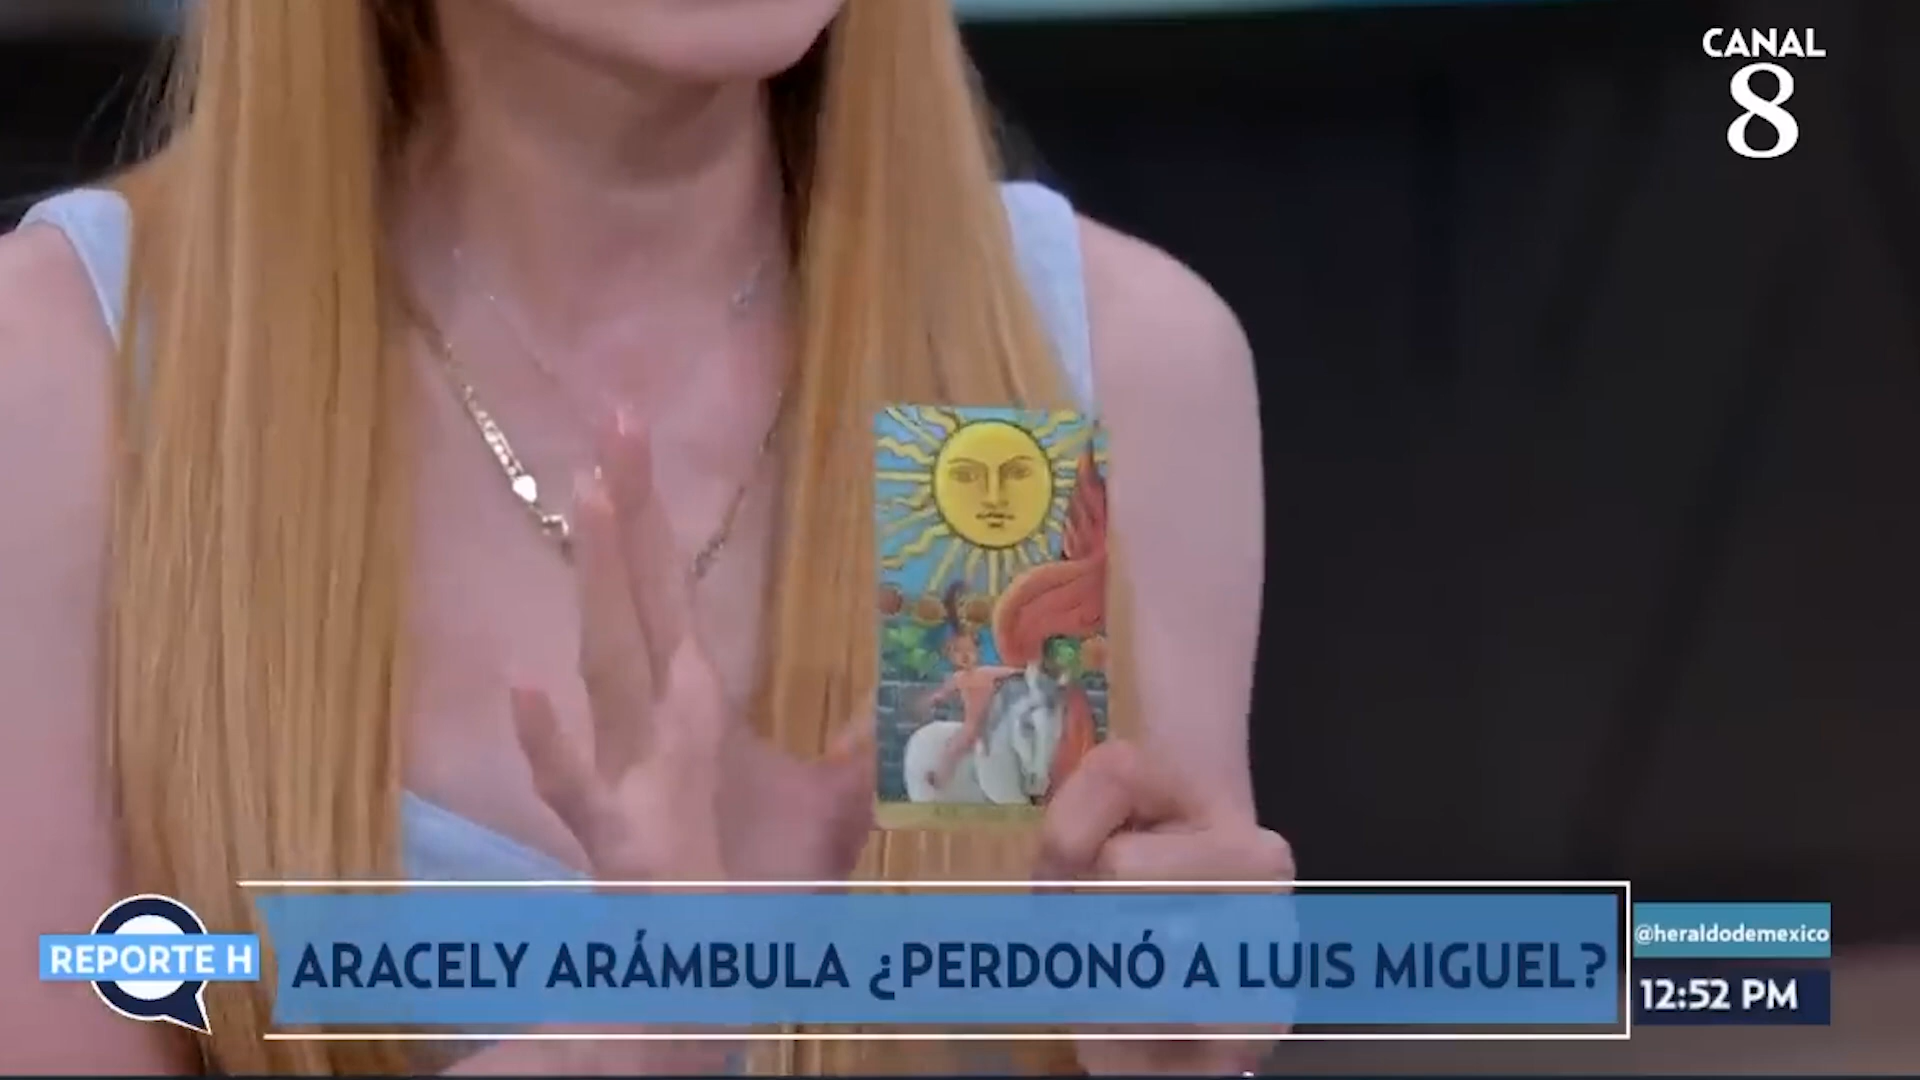 CANAL
8
REPORTE H
ARACELY ARÁMBULA ¿PERDONÓ A LUIS MIGUEL?
@heraldodemexico
12:52 PM